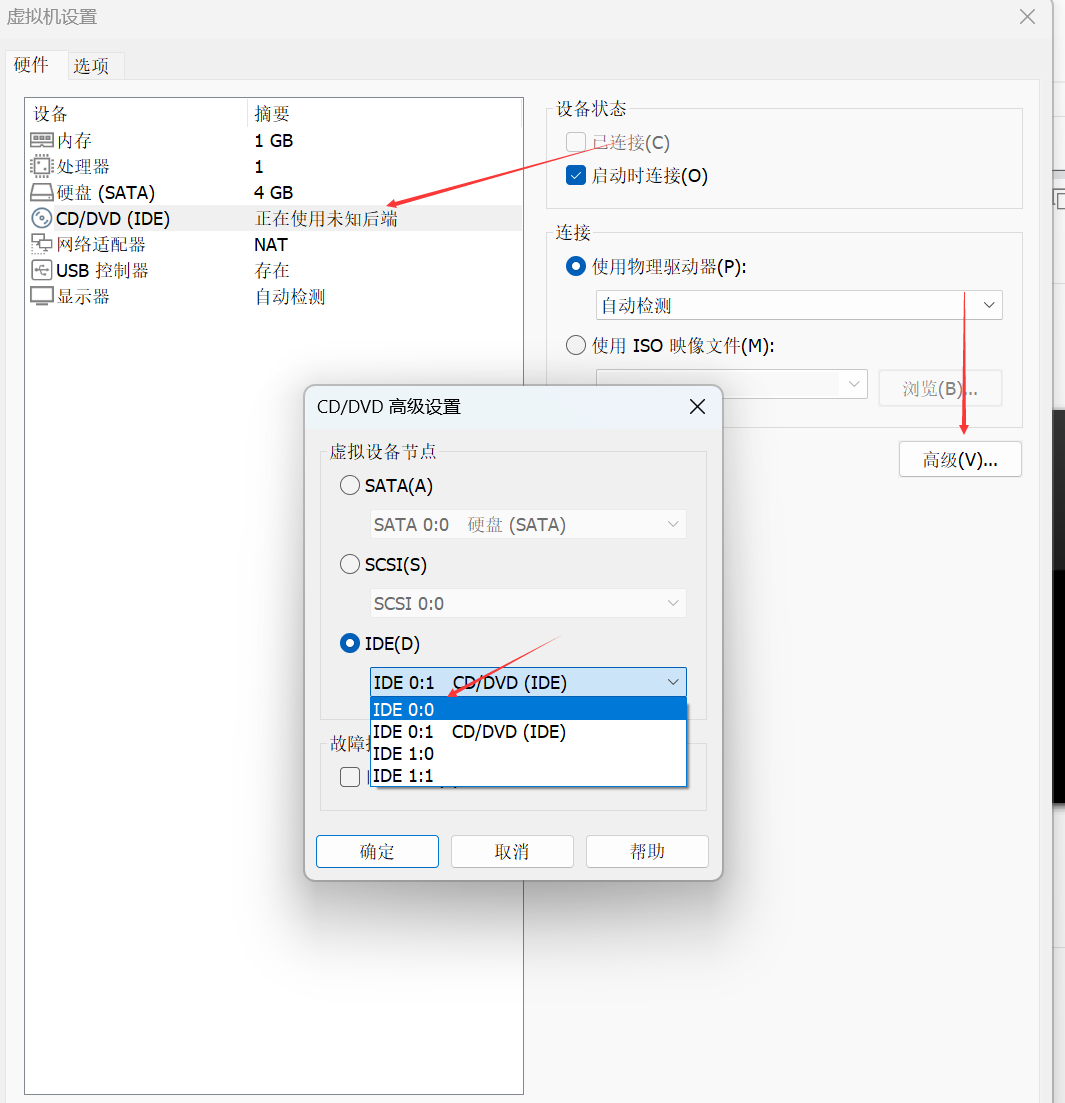 虚拟机设置
硬件 选项
设备 摘要
内存 1 GB
处理器 1
硬盘 (SATA) 4 GB
CD/DVD (IDE) 正在使用未知后端
网络适配器 NAT
USB 控制器 存在
显示器 自动检测
设备状态
已连接(C)
启动时连接(O)
连接
使用物理驱动器(P):
自动检测
使用 ISO 映像文件(M):
浏览(B)...
高级(V)...
CD/DVD 高级设置
虚拟设备节点
SATA(A)
SATA 0:0 硬盘 (SATA)
SCSI(S)
SCSI 0:0
IDE(D)
IDE 0:1 CD/DVD (IDE)
IDE 0:0
IDE 0:1 CD/DVD (IDE)
IDE 1:0
IDE 1:1
故障
确定 取消 帮助